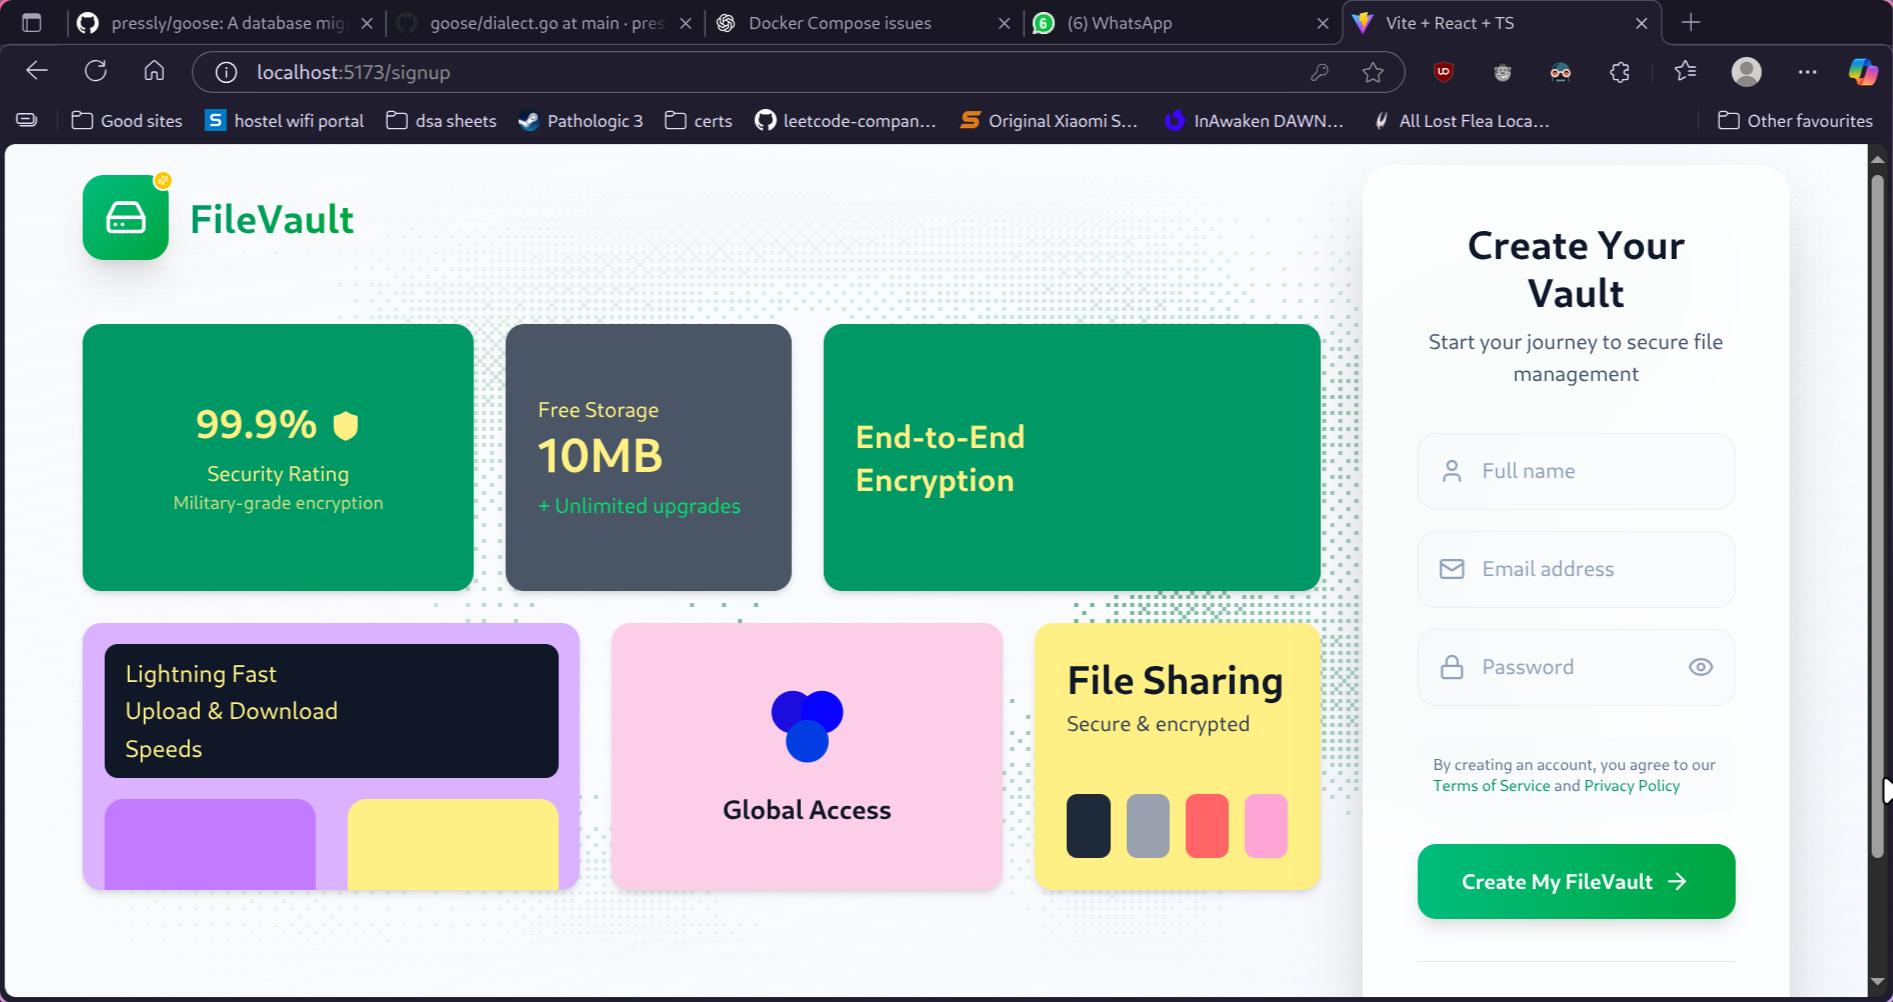 pressly/goose: A database mig
goose/dialect.go at main · pres
Docker Compose issues
6
(6) WhatsApp
Vite + React + TS
localhost:5173/signup
Good sites
S
hostel wifi portal
dsa sheets
Pathologic 3
certs
leetcode-compan...
Original Xiaomi S...
InAwaken DAWN...
All Lost Flea Loca...
Other favourites
FileVault
99.9%
Security Rating
Military-grade encryption
Free Storage
10MB
+ Unlimited upgrades
End-to-End
Encryption
Lightning Fast
Upload & Download
Speeds
Global Access
File Sharing
Secure & encrypted
Create Your
Vault
Start your journey to secure file
management
Full name
Email address
Password
By creating an account, you agree to our
Terms of Service and Privacy Policy
Create My FileVault